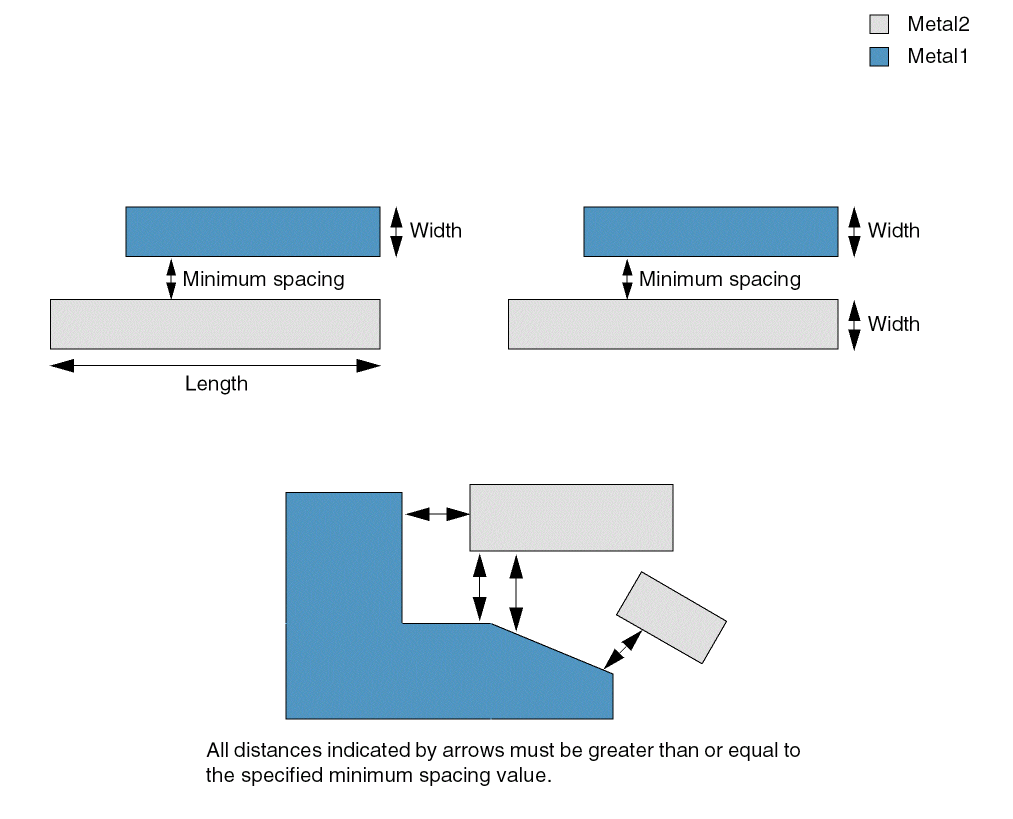 Metal2
Metal1
Width
Width
Minimum spacing
Minimum spacing
Width
Length
All distances indicated by arrows must be greater than or equal to
the specified minimum spacing value.